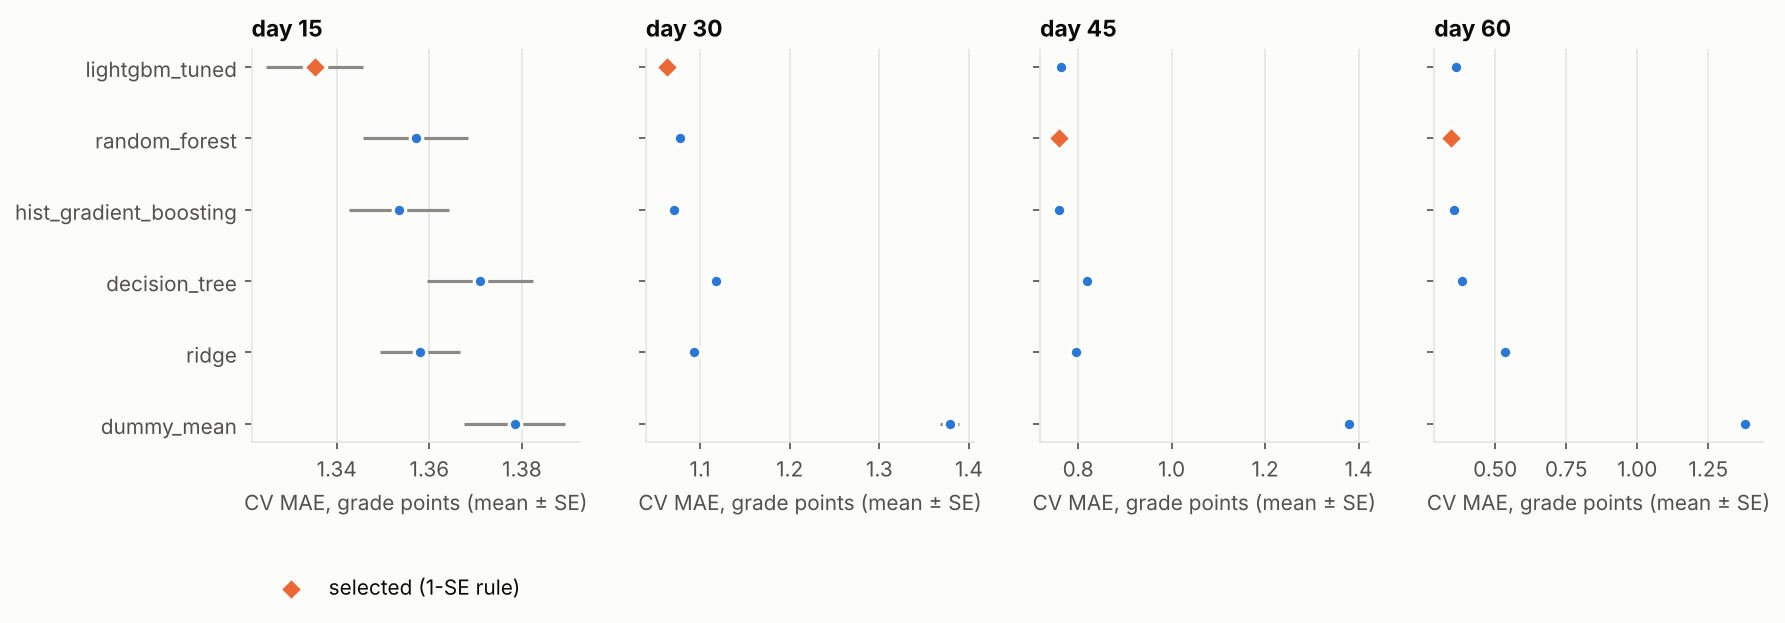 day 15
day 30
day 45
day 60
lightgbm_tuned
random_forest
hist_gradient_boosting
decision_tree
ridge
dummy_mean
1.34 1.36 1.38
1.1 1.2 1.3 1.4
0.8 1.0 1.2 1.4
0.50 0.75 1.00 1.25
CV MAE, grade points (mean ± SE)
CV MAE, grade points (mean ± SE)
CV MAE, grade points (mean ± SE)
CV MAE, grade points (mean ± SE)
selected (1-SE rule)